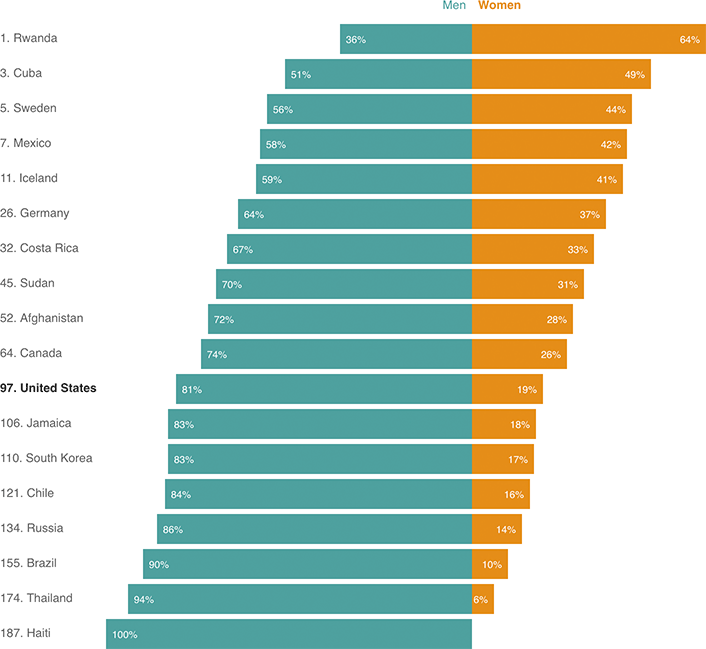 Men Women
1. Rwanda 36% 64%
3. Cuba 51% 49%
5. Sweden 56% 44%
7. Mexico 58% 42%
11. Iceland 59% 41%
26. Germany 64% 37%
32. Costa Rica 67% 33%
45. Sudan 70% 31%
52. Afghanistan 72% 28%
64. Canada 74% 26%
97. United States 81% 19%
106. Jamaica 83% 18%
110. South Korea 83% 17%
121. Chile 84% 16%
134. Russia 86% 14%
155. Brazil 90% 10%
174. Thailand 94% 6%
187. Haiti 100%